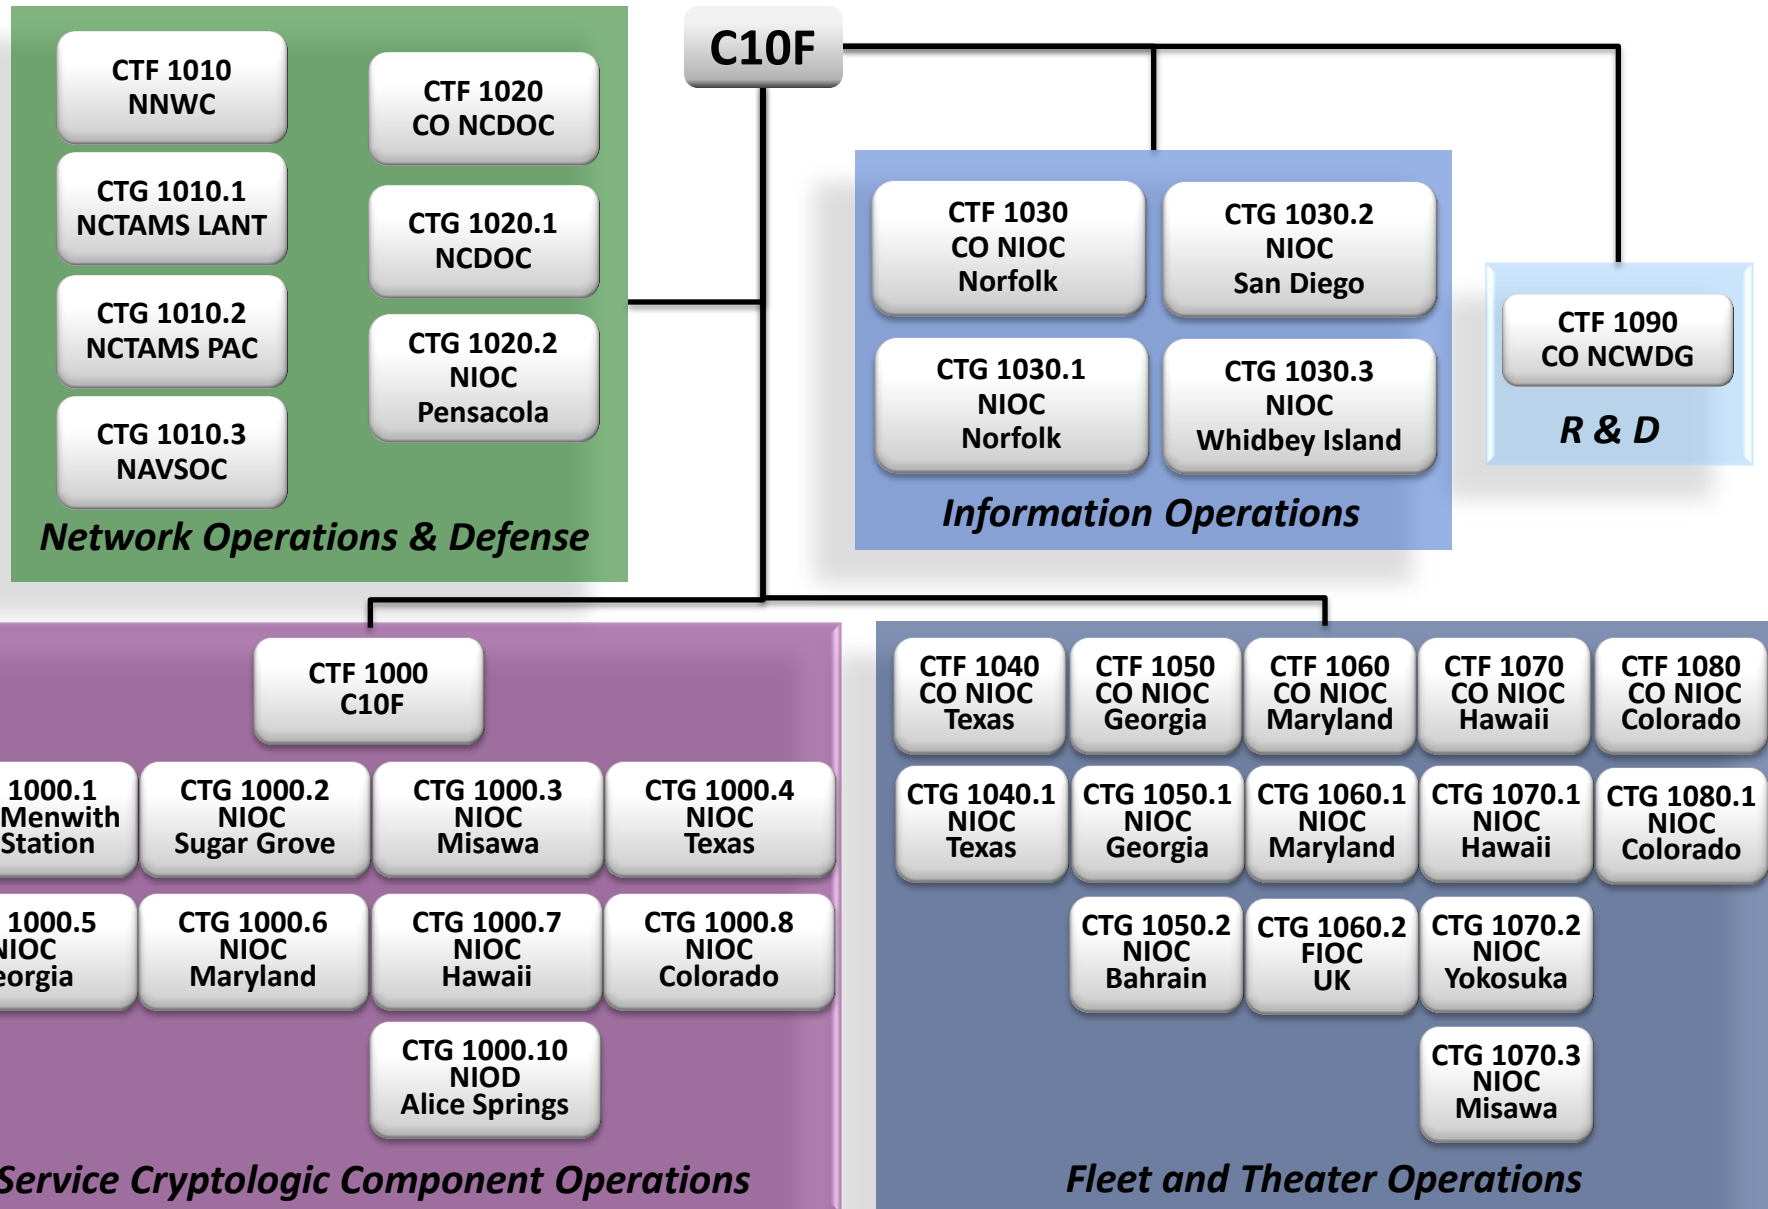 C10F
CTF 1010
NNWC
CTG 1010.1
NCTAMS LANT
CTG 1010.2
NCTAMS PAC
CTG 1010.3
NAVSOC
CTF 1020
CO NCDOC
CTG 1020.1
NCDOC
CTG 1020.2
NIOC
Pensacola
Network Operations & Defense
CTF 1030
CO NIOC
Norfolk
CTG 1030.2
NIOC
San Diego
CTG 1030.1
NIOC
Norfolk
CTG 1030.3
NIOC
Whidbey Island
Information Operations
CTF 1090
CO NCWDG
R & D
CTF 1000
C10F
1000.1
Menwith
Station
CTG 1000.2
NIOC
Sugar Grove
CTG 1000.3
NIOC
Misawa
CTG 1000.4
NIOC
Texas
1000.5
NIOC
eorgia
CTG 1000.6
NIOC
Maryland
CTG 1000.7
NIOC
Hawaii
CTG 1000.8
NIOC
Colorado
CTG 1000.10
NIOD
Alice Springs
Service Cryptologic Component Operations
CTF 1040
CO NIOC
Texas
CTF 1050
CO NIOC
Georgia
CTF 1060
CO NIOC
Maryland
CTF 1070
CO NIOC
Hawaii
CTF 1080
CO NIOC
Colorado
CTG 1040.1
NIOC
Texas
CTG 1050.1
NIOC
Georgia
CTG 1060.1
NIOC
Maryland
CTG 1070.1
NIOC
Hawaii
CTG 1080.1
NIOC
Colorado
CTG 1050.2
NIOC
Bahrain
CTG 1060.2
FIOC
UK
CTG 1070.2
NIOC
Yokosuka
CTG 1070.3
NIOC
Misawa
Fleet and Theater Operations